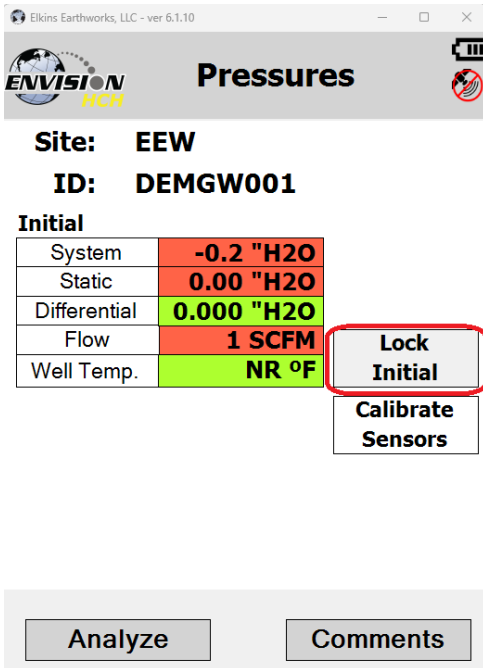 Elkins Earthworks, LLC - ver 6.1.10
ENVISION
HCH
Pressures
Site: EEW
ID: DEMGW001
Initial
System -0.2 "H2O
Static 0.00 "H2O
Differential 0.000 "H2O
Flow 1 SCFM
Well Temp. NR ºF
Lock
Initial
Calibrate
Sensors
Analyze Comments